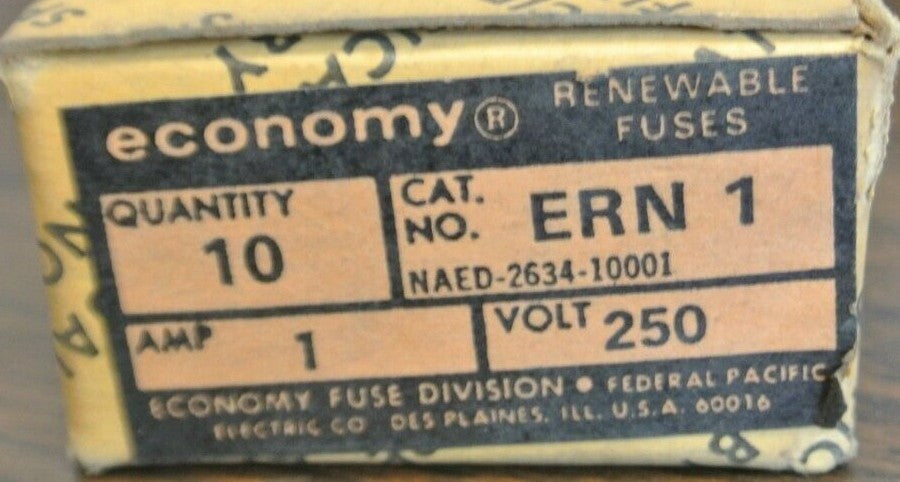 economy® RENEWABLE
FUSES
QUANTITY
10
CAT.
NO. ERN 1
NAED-2634-10001
AMP 1
VOLT 250
ECONOMY FUSE DIVISION • FEDERAL PACIFIC
ELECTRIC CO DES PLAINES, ILL. U.S.A. 60016